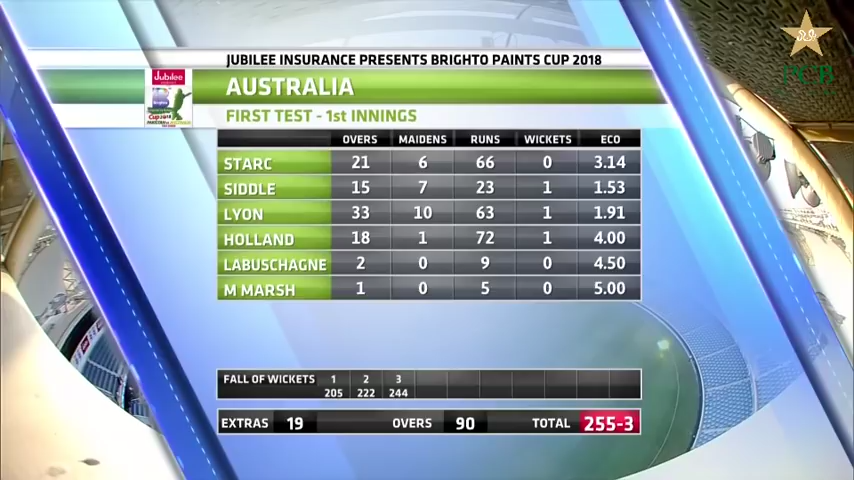 PCB
JUBILEE INSURANCE PRESENTS BRIGHTO PAINTS CUP 2018
Jubilee
AUSTRALIA
Brighto
Cup2018
FIRST TEST - 1st INNINGS
OVERS MAIDENS RUNS WICKETS ECO
STARC 21 6 66 0 3.14
SIDDLE 15 7 23 1 1.53
LYON 33 10 63 1 1.91
HOLLAND 18 1 72 1 4.00
LABUSCHAGNE 2 0 9 0 4.50
M MARSH 1 0 5 0 5.00
FALL OF WICKETS 1 2 3
205 222 244
EXTRAS 19 OVERS 90 TOTAL 255-3